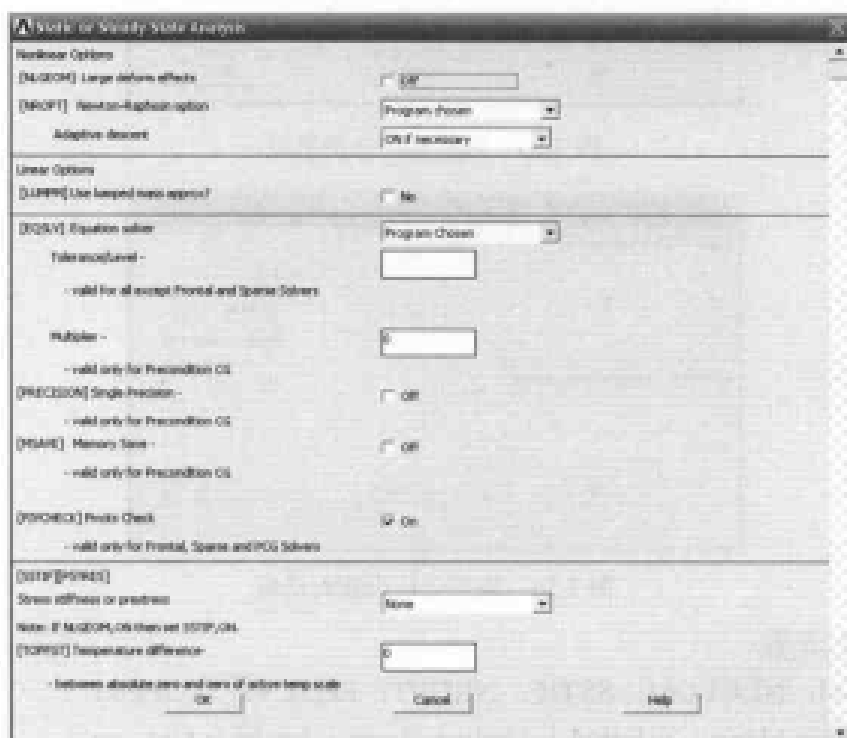 Static or Steady-State Analysis
Nonlinear Options
[NLGEOM] Large deform effects Off
[NROPT] Newton-Raphson option Program chosen
Adaptive descent ON if necessary
Linear Options
[LUMPM] Use lumped mass approx? No
[EQSLV] Equation solver Program Chosen
Tolerance/Level -
- valid for all except Frontal and Sparse Solvers
Multiplier - 0
- valid only for Precondition CG
[PRECISION] Single Precision - Off
- valid only for Precondition CG
[MSAVE] Memory Save - Off
- valid only for Precondition CG
[PIVCHECK] Pivots Check On
- valid only for Frontal, Sparse and PCG Solvers
[SSTIF][PSTRES]
Stress stiffness or prestress None
Note: If NLGEOM,ON then set SSTIF,ON.
[TOFFST] Temperature difference- 0
- between absolute zero and zero of active temp scale
OK Cancel Help